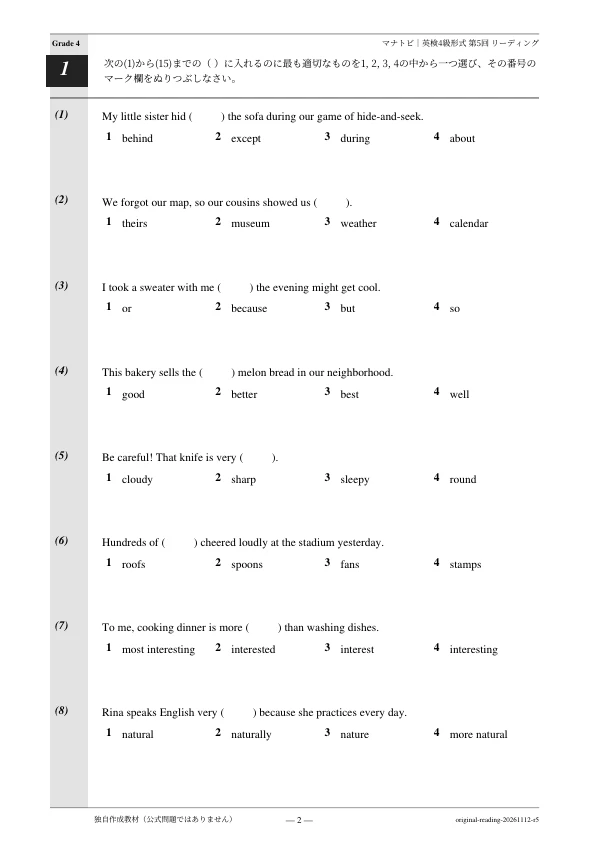 Grade 4
マナトビ｜英検4級形式 第5回 リーディング
1
次の(1)から(15)までの（ ）に入れるのに最も適切なものを1, 2, 3, 4の中から一つ選び、その番号の
マーク欄をぬりつぶしなさい。
(1) My little sister hid ( ) the sofa during our game of hide-and-seek.
1 behind 2 except 3 during 4 about
(2) We forgot our map, so our cousins showed us ( ).
1 theirs 2 museum 3 weather 4 calendar
(3) I took a sweater with me ( ) the evening might get cool.
1 or 2 because 3 but 4 so
(4) This bakery sells the ( ) melon bread in our neighborhood.
1 good 2 better 3 best 4 well
(5) Be careful! That knife is very ( ).
1 cloudy 2 sharp 3 sleepy 4 round
(6) Hundreds of ( ) cheered loudly at the stadium yesterday.
1 roofs 2 spoons 3 fans 4 stamps
(7) To me, cooking dinner is more ( ) than washing dishes.
1 most interesting 2 interested 3 interest 4 interesting
(8) Rina speaks English very ( ) because she practices every day.
1 natural 2 naturally 3 nature 4 more natural
独自作成教材（公式問題ではありません）
— 2 —
original-reading-20261112-r5